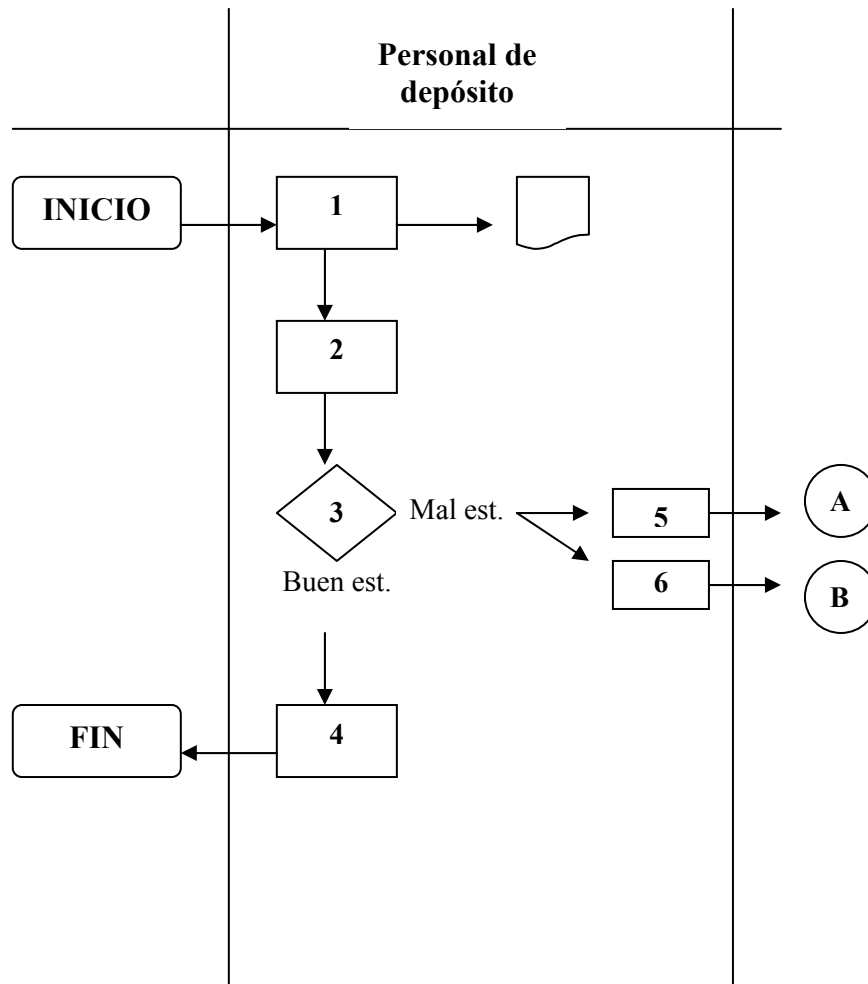 Personal de
depósito
INICIO
1
2
3
Mal est.
5
A
Buen est.
6
B
FIN
4